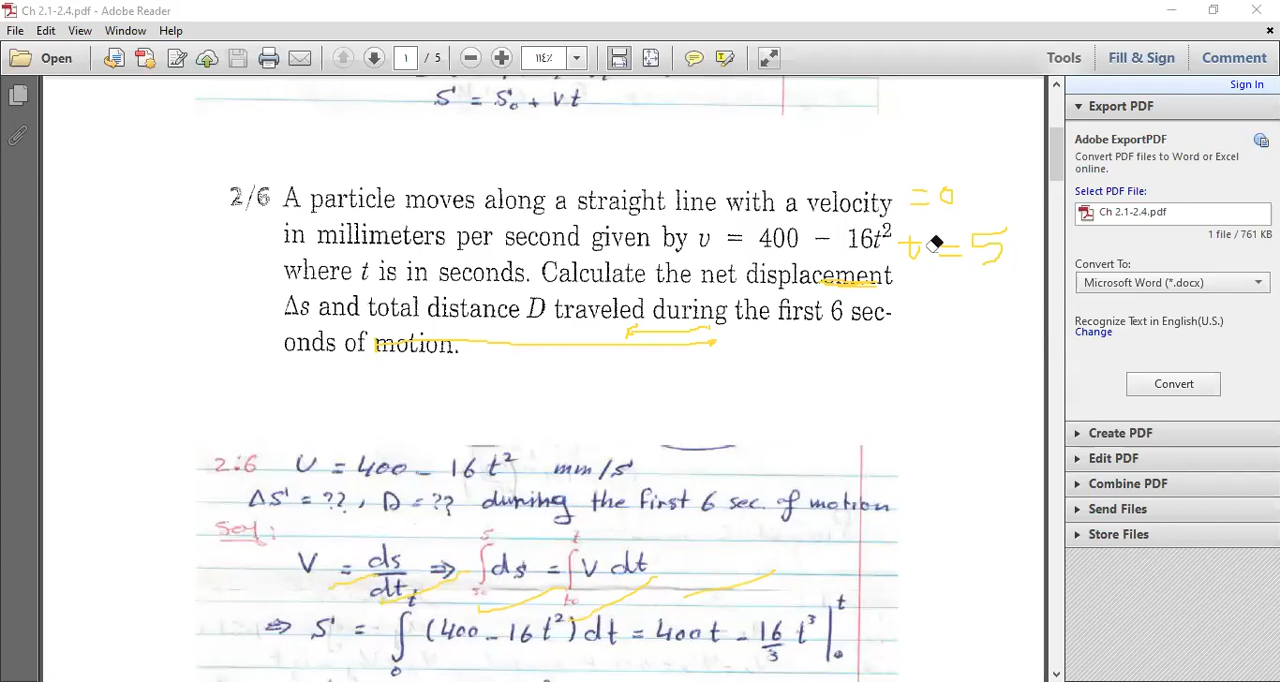 Ch 2.1-2.4.pdf - Adobe Reader
File Edit View Window Help
Open 1 / 5 116% Tools Fill & Sign Comment
Sign In
S = S₀ + Vt
Export PDF
Adobe ExportPDF
Convert PDF files to Word or Excel
online.
Select PDF File:
Ch 2.1-2.4.pdf
1 file / 761 KB
Convert To:
Microsoft Word (*.docx)
Recognize Text in English(U.S.)
Change
Convert
Create PDF
Edit PDF
Combine PDF
Send Files
Store Files
2/6 A particle moves along a straight line with a velocity = 0
in millimeters per second given by v = 400 − 16t² t = 5
where t is in seconds. Calculate the net displacement
Δs and total distance D traveled during the first 6 sec-
onds of motion.
2:6 V = 400 - 16 t² mm/s
ΔS = ??, D = ?? during the first 6 sec. of motion
Sol:
V = ds/dt ⇒ ∫ ds = ∫ V dt
⇒ S = ∫₀ᵗ (400 - 16 t²) dt = 400t - 16/3 t³ |₀ᵗ